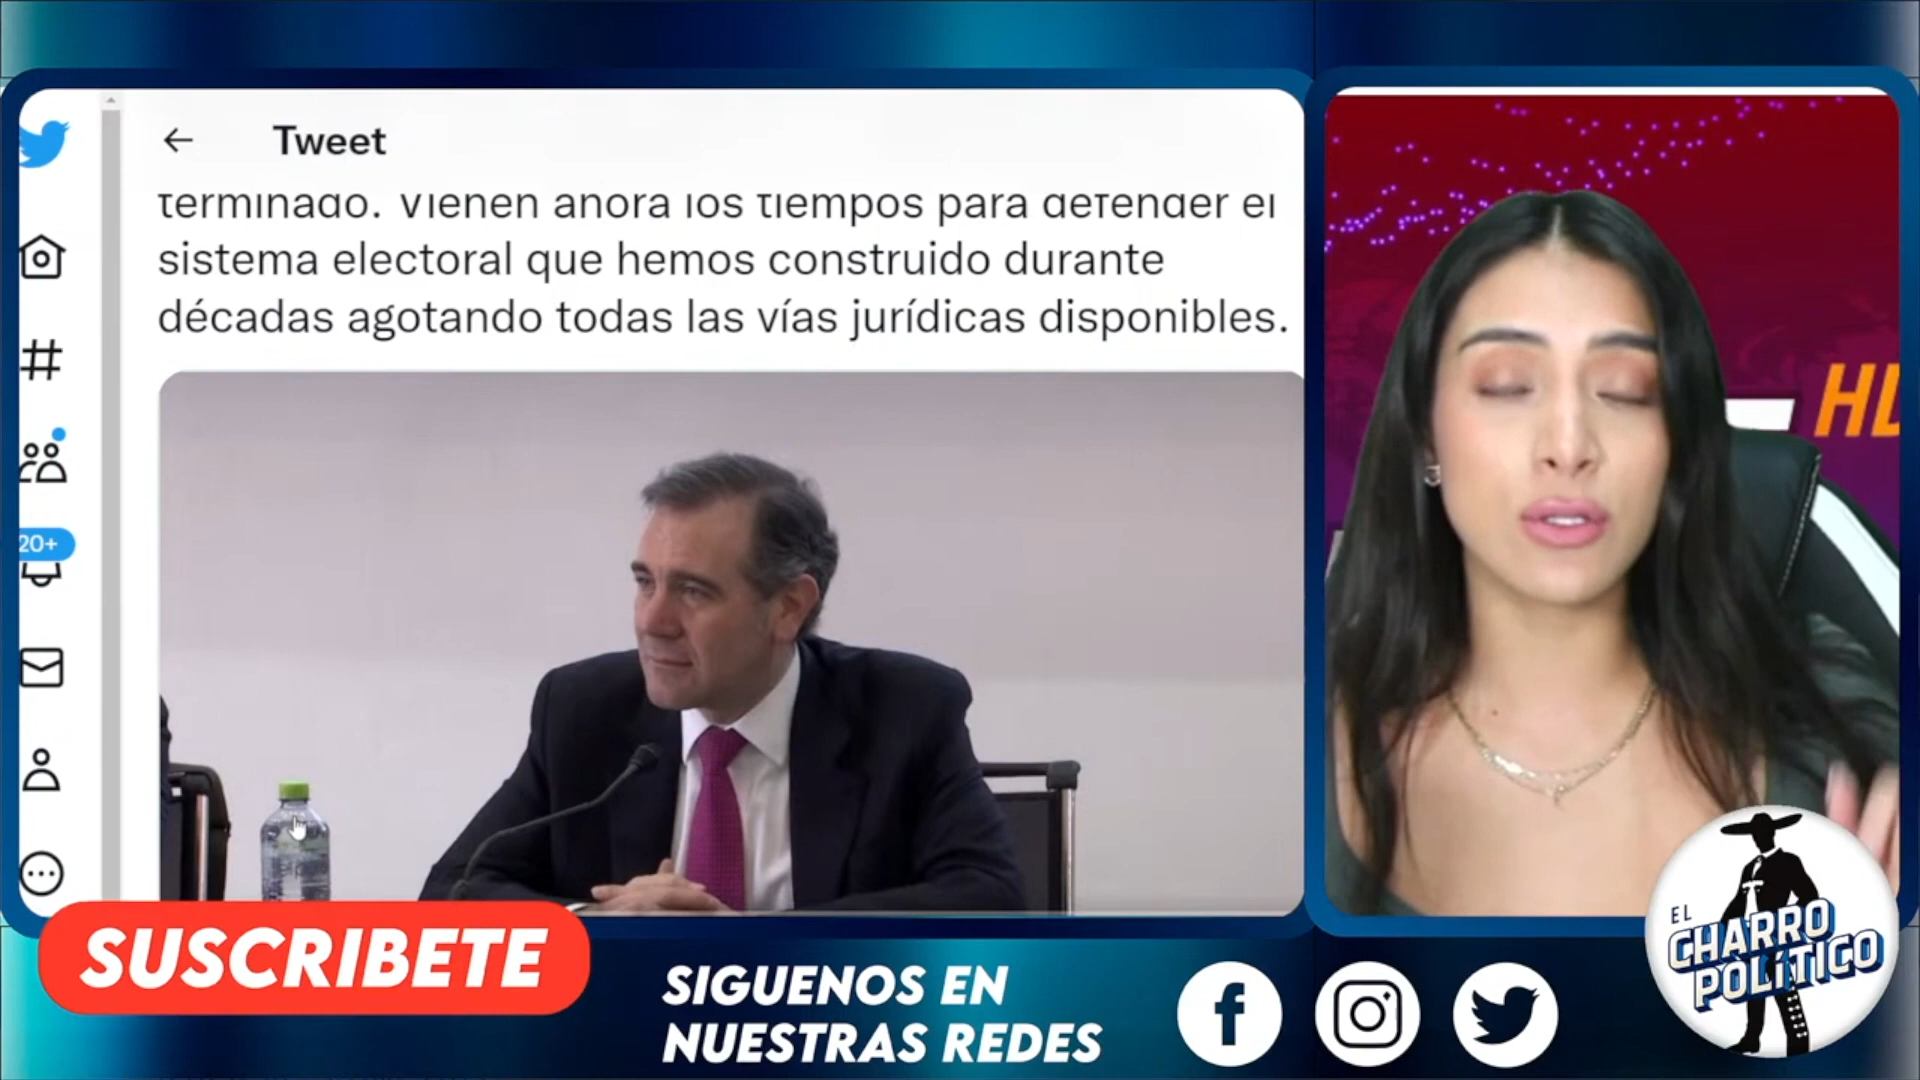 Tweet
terminado. Vienen ahora los tiempos para defender el
sistema electoral que hemos construido durante
décadas agotando todas las vías jurídicas disponibles.
20+
HD
SUSCRIBETE
SIGUENOS EN
NUESTRAS REDES
EL
CHARRO
POLÍTICO